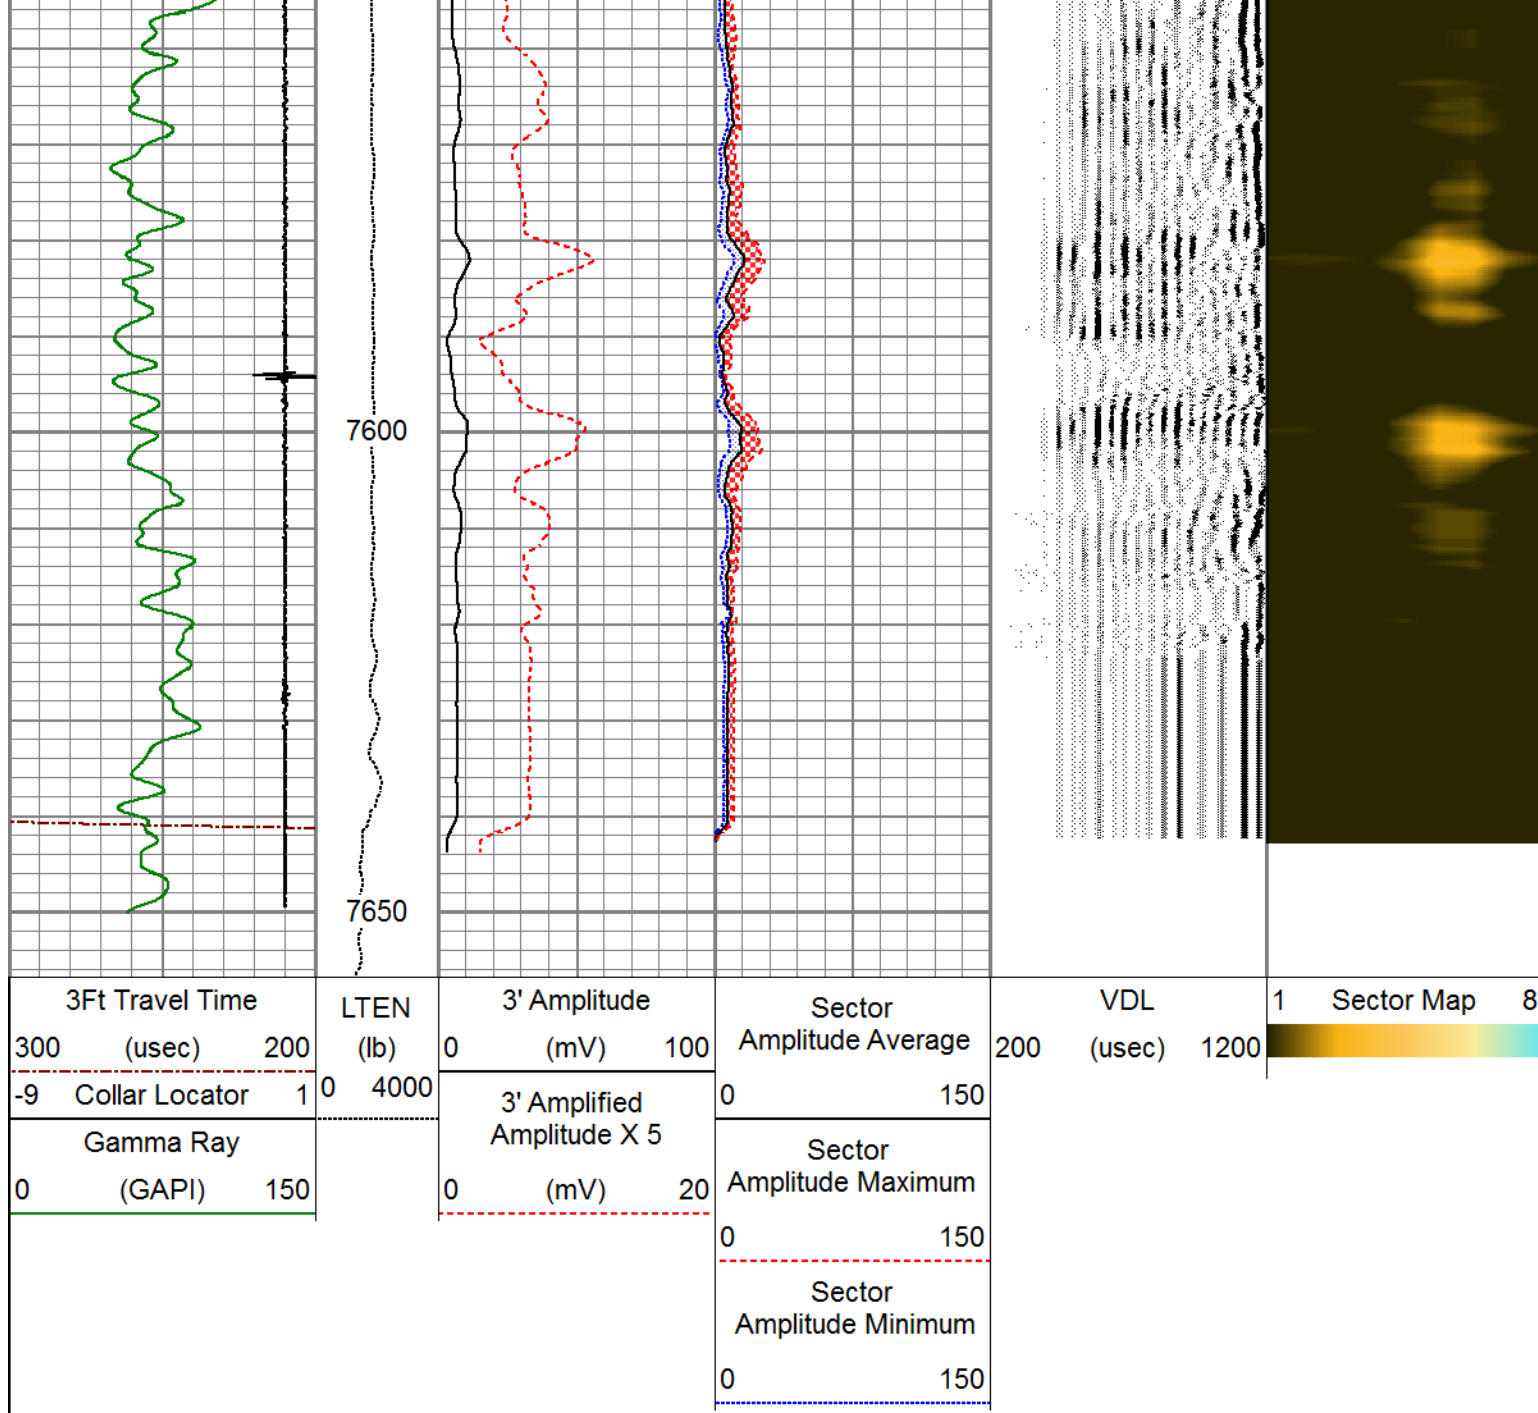 7600
7650
3Ft Travel Time
300 (usec) 200
-9 Collar Locator 1
Gamma Ray
0 (GAPI) 150
LTEN
(lb)
0 4000
3' Amplitude
0 (mV) 100
3' Amplified
Amplitude X 5
0 (mV) 20
Sector
Amplitude Average
0 150
Sector
Amplitude Maximum
0 150
Sector
Amplitude Minimum
0 150
VDL
200 (usec) 1200
1 Sector Map 8